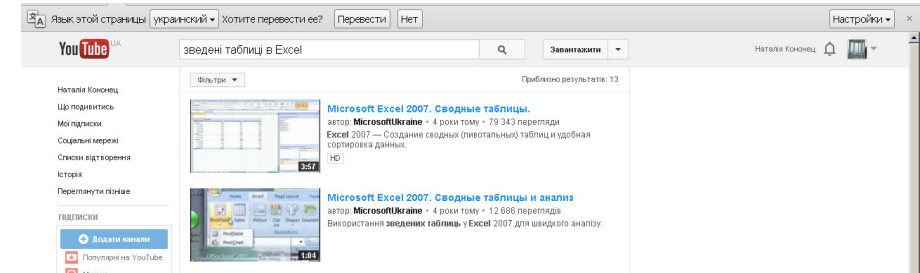 Язык этой страницы украинский Хотите перевести ее? Перевести Нет Настройки
YouTube UA зведені таблиці в Excel Завантажити Наталія Кононец
Фільтри Приблизно результатів: 13
Наталія Кононец
Що подивитись
Мої підписки
Соціальні мережі
Списки відтворення
Історія
Переглянути пізніше
ПІДПИСКИ
Додати канали
Популярні на YouTube
Microsoft Excel 2007. Сводные таблицы.
автор: MicrosoftUkraine • 4 роки тому • 79 343 перегляди
Excel 2007 — Создание сводных (пивотальных) таблиц и удобная
сортировка данных.
HD
3:57
Microsoft Excel 2007. Сводные таблицы и анализ
автор: MicrosoftUkraine • 4 роки тому • 12 686 переглядів
Використання зведених таблиць у Excel 2007 для швидкого аналізу.
PivotTable
PivotChart
1:04